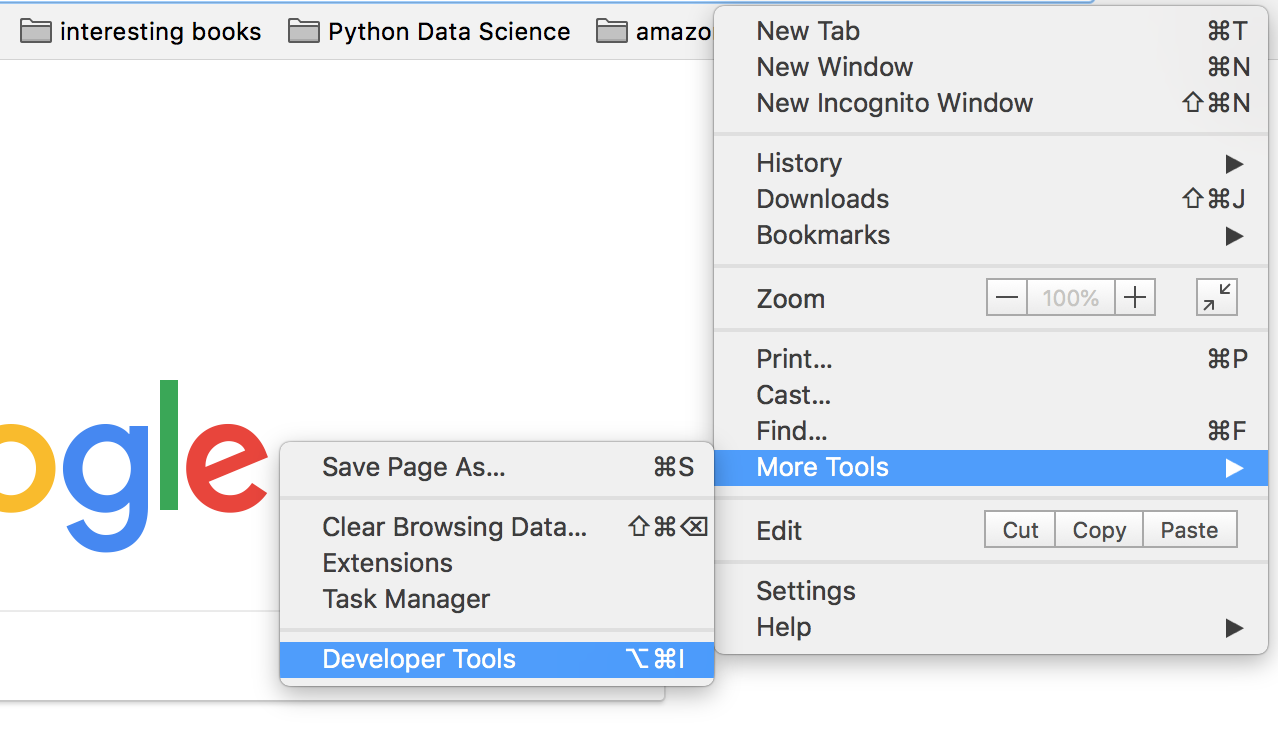 interesting books
Python Data Science
amazo
New Tab ⌘T
New Window ⌘N
New Incognito Window ⇧⌘N
History ▶
Downloads ⇧⌘J
Bookmarks ▶
Zoom — 100% +
Print... ⌘P
Cast...
Find... ⌘F
More Tools ▶
Edit Cut Copy Paste
Settings
Help ▶
ogle
Save Page As... ⌘S
Clear Browsing Data... ⇧⌘⌫
Extensions
Task Manager
Developer Tools ⌥⌘I